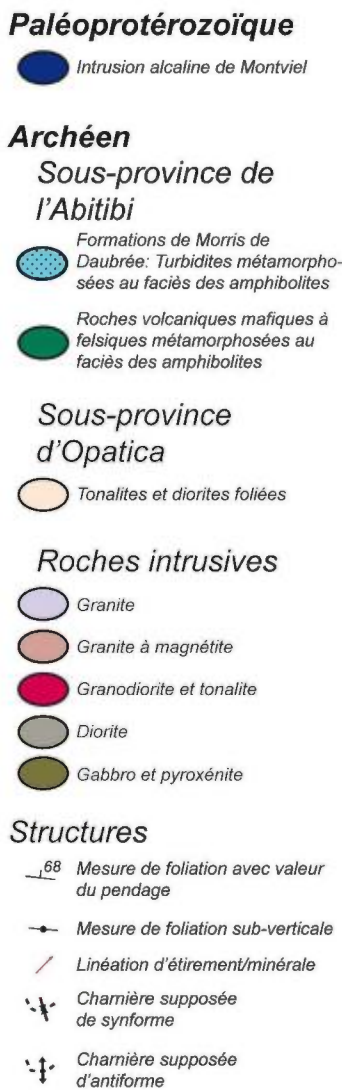 Paléoprotérozoïque
Intrusion alcaline de Montviel
Archéen
Sous-province de
l'Abitibi
Formations de Morris de
Daubrée: Turbidites métamorpho-
sées au faciès des amphibolites
Roches volcaniques mafiques à
felsiques métamorphosées au
faciès des amphibolites
Sous-province
d'Opatica
Tonalites et diorites foliées
Roches intrusives
Granite
Granite à magnétite
Granodiorite et tonalite
Diorite
Gabbro et pyroxénite
Structures
68 Mesure de foliation avec valeur
du pendage
Mesure de foliation sub-verticale
Linéation d'étirement/minérale
Charnière supposée
de synforme
Charnière supposée
d'antiforme